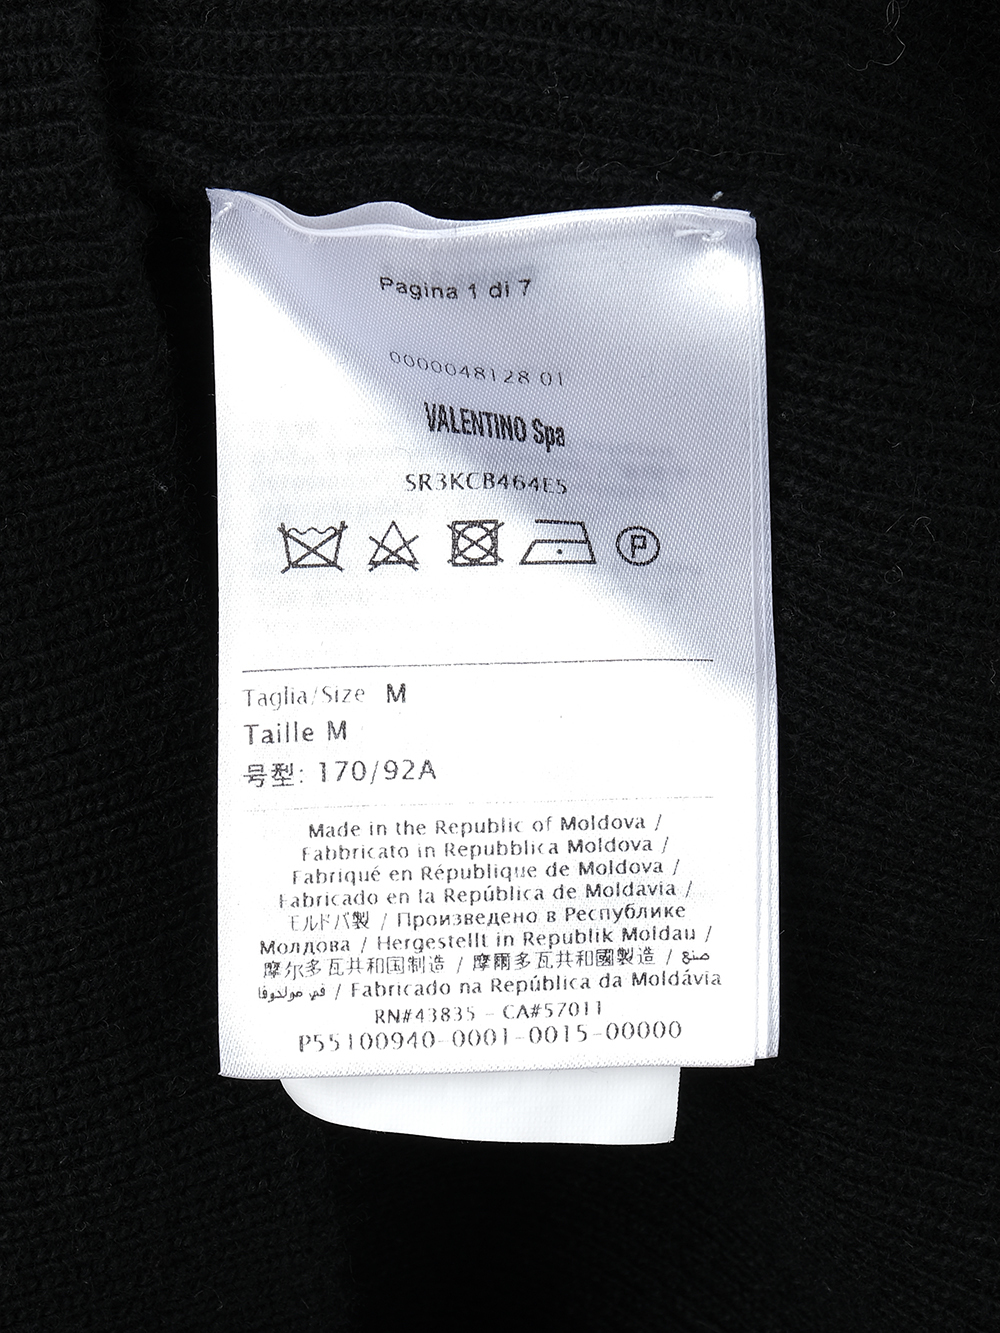 Pagina 1 di 7
0000048128 01
VALENTINO Spa
SR3KCB464E5
P
Taglia/Size M
Taille M
号型: 170/92A
Made in the Republic of Moldova /
Fabbricato in Repubblica Moldova /
Fabriqué en République de Moldova /
Fabricado en la República de Moldavia /
モルドバ製 / Произведено в Республике
Молдова / Hergestellt in Republik Moldau /
摩尔多瓦共和国制造 / 摩爾多瓦共和國製造 / صنع
في مولدوفا / Fabricado na República da Moldávia
RN#43835 - CA#57011
P55100940-0001-0015-00000